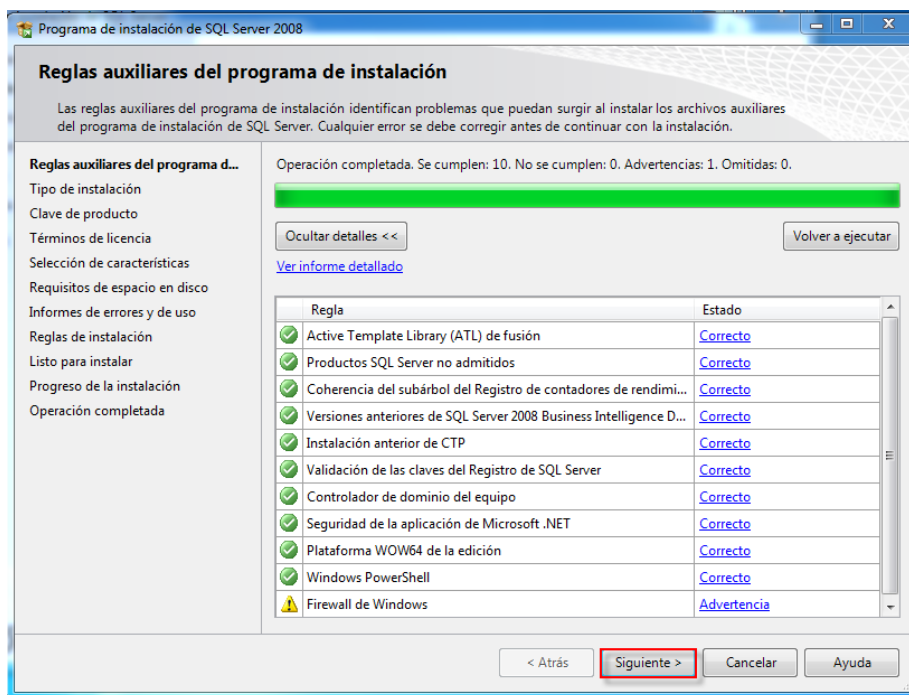 Programa de instalación de SQL Server 2008
Reglas auxiliares del programa de instalación
Las reglas auxiliares del programa de instalación identifican problemas que puedan surgir al instalar los archivos auxiliares
del programa de instalación de SQL Server. Cualquier error se debe corregir antes de continuar con la instalación.
Reglas auxiliares del programa d...
Tipo de instalación
Clave de producto
Términos de licencia
Selección de características
Requisitos de espacio en disco
Informes de errores y de uso
Reglas de instalación
Listo para instalar
Progreso de la instalación
Operación completada
Operación completada. Se cumplen: 10. No se cumplen: 0. Advertencias: 1. Omitidas: 0.
Ocultar detalles <<
Volver a ejecutar
Ver informe detallado
Regla Estado
Active Template Library (ATL) de fusión Correcto
Productos SQL Server no admitidos Correcto
Coherencia del subárbol del Registro de contadores de rendimi... Correcto
Versiones anteriores de SQL Server 2008 Business Intelligence D... Correcto
Instalación anterior de CTP Correcto
Validación de las claves del Registro de SQL Server Correcto
Controlador de dominio del equipo Correcto
Seguridad de la aplicación de Microsoft .NET Correcto
Plataforma WOW64 de la edición Correcto
Windows PowerShell Correcto
Firewall de Windows Advertencia
< Atrás Siguiente > Cancelar Ayuda